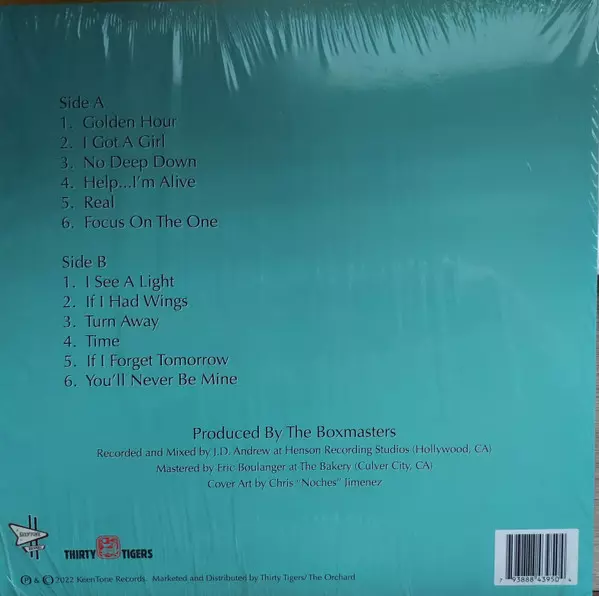 Side A
1. Golden Hour
2. I Got A Girl
3. No Deep Down
4. Help...I'm Alive
5. Real
6. Focus On The One
Side B
1. I See A Light
2. If I Had Wings
3. Turn Away
4. Time
5. If I Forget Tomorrow
6. You'll Never Be Mine
Produced By The Boxmasters
Recorded and Mixed by J.D. Andrew at Henson Recording Studios (Hollywood, CA)
Mastered by Eric Boulanger at The Bakery (Culver City, CA)
Cover Art by Chris "Noches" Jimenez
THIRTY TIGERS
℗ & © 2022 KeenTone Records. Marketed and Distributed by Thirty Tigers/ The Orchard
7 93888 43950 4